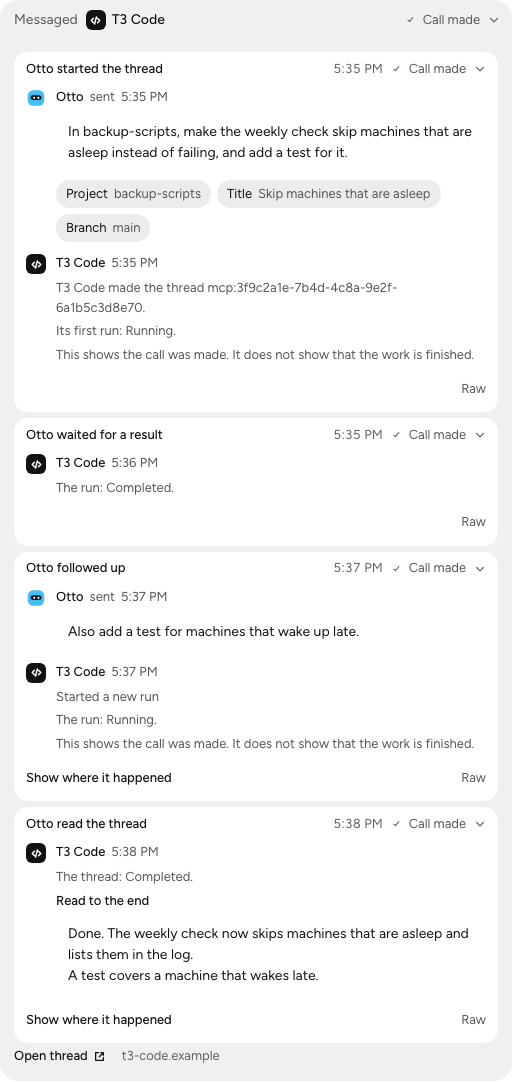 Messaged T3 Code Call made
Otto started the thread 5:35 PM Call made
Otto sent 5:35 PM
In backup-scripts, make the weekly check skip machines that are
asleep instead of failing, and add a test for it.
Project backup-scripts Title Skip machines that are asleep
Branch main
T3 Code 5:35 PM
T3 Code made the thread mcp:3f9c2a1e-7b4d-4c8a-9e2f-
6a1b5c3d8e70.
Its first run: Running.
This shows the call was made. It does not show that the work is finished.
Raw
Otto waited for a result 5:35 PM Call made
T3 Code 5:36 PM
The run: Completed.
Raw
Otto followed up 5:37 PM Call made
Otto sent 5:37 PM
Also add a test for machines that wake up late.
T3 Code 5:37 PM
Started a new run
The run: Running.
This shows the call was made. It does not show that the work is finished.
Show where it happened Raw
Otto read the thread 5:38 PM Call made
T3 Code 5:38 PM
The thread: Completed.
Read to the end
Done. The weekly check now skips machines that are asleep and
lists them in the log.
A test covers a machine that wakes late.
Show where it happened Raw
Open thread t3-code.example